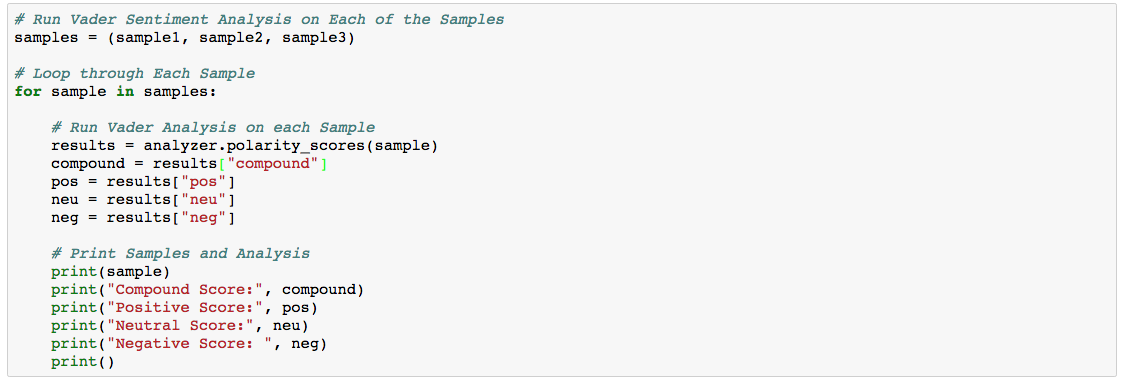 # Run Vader Sentiment Analysis on Each of the Samples
samples = (sample1, sample2, sample3)
# Loop through Each Sample
for sample in samples:
# Run Vader Analysis on each Sample
results = analyzer.polarity_scores(sample)
compound = results["compound"]
pos = results["pos"]
neu = results["neu"]
neg = results["neg"]
# Print Samples and Analysis
print(sample)
print("Compound Score:", compound)
print("Positive Score:", pos)
print("Neutral Score:", neu)
print("Negative Score: ", neg)
print()